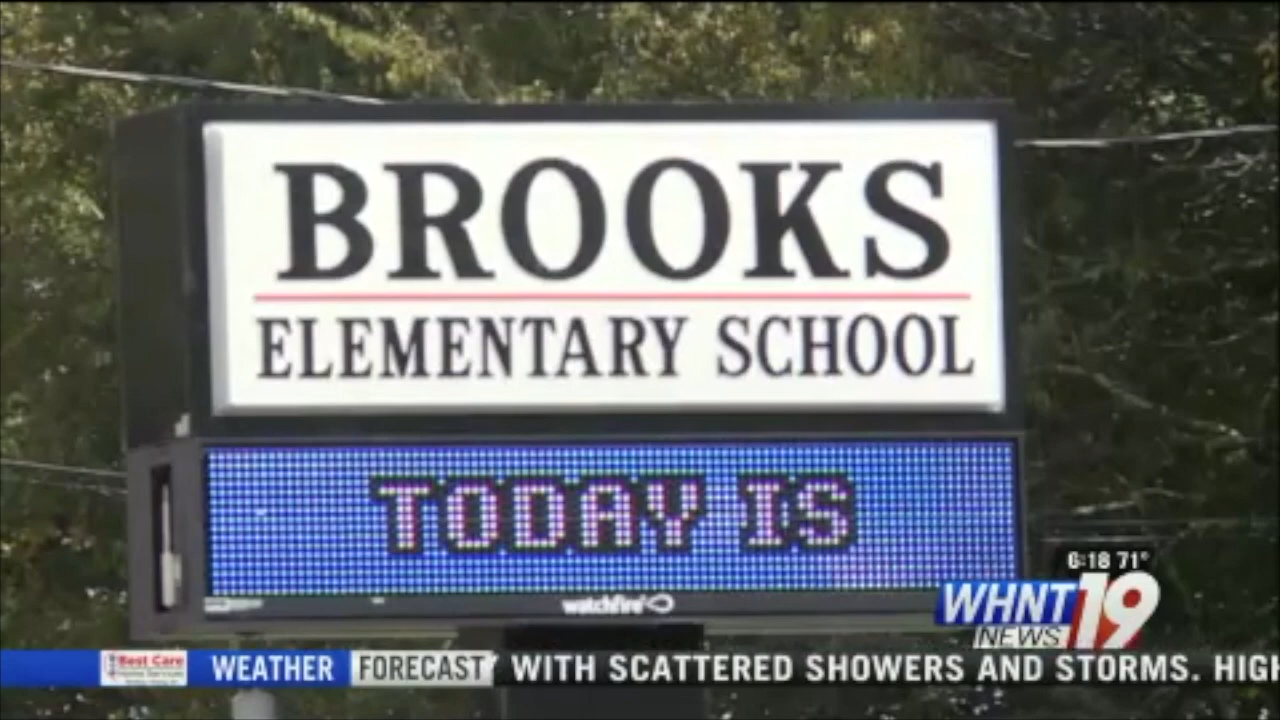 BROOKS
ELEMENTARY SCHOOL
TODAY IS
watchfire
6:18 71°
WHNT 19
NEWS
Best Care
WEATHER FORECAST WITH SCATTERED SHOWERS AND STORMS. HIGH